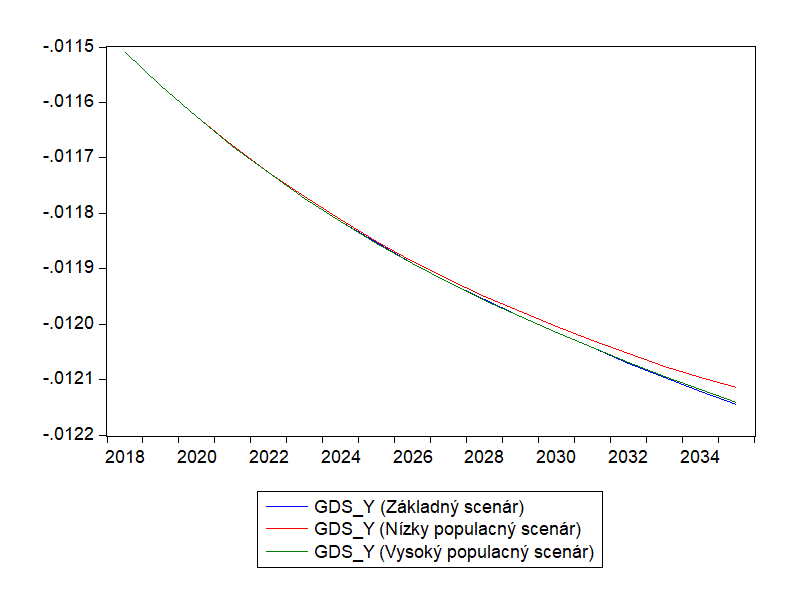 -.0115
-.0116
-.0117
-.0118
-.0119
-.0120
-.0121
-.0122
2018 2020 2022 2024 2026 2028 2030 2032 2034
GDS_Y (Základný scenár)
GDS_Y (Nízky populacný scenár)
GDS_Y (Vysoký populacný scenár)